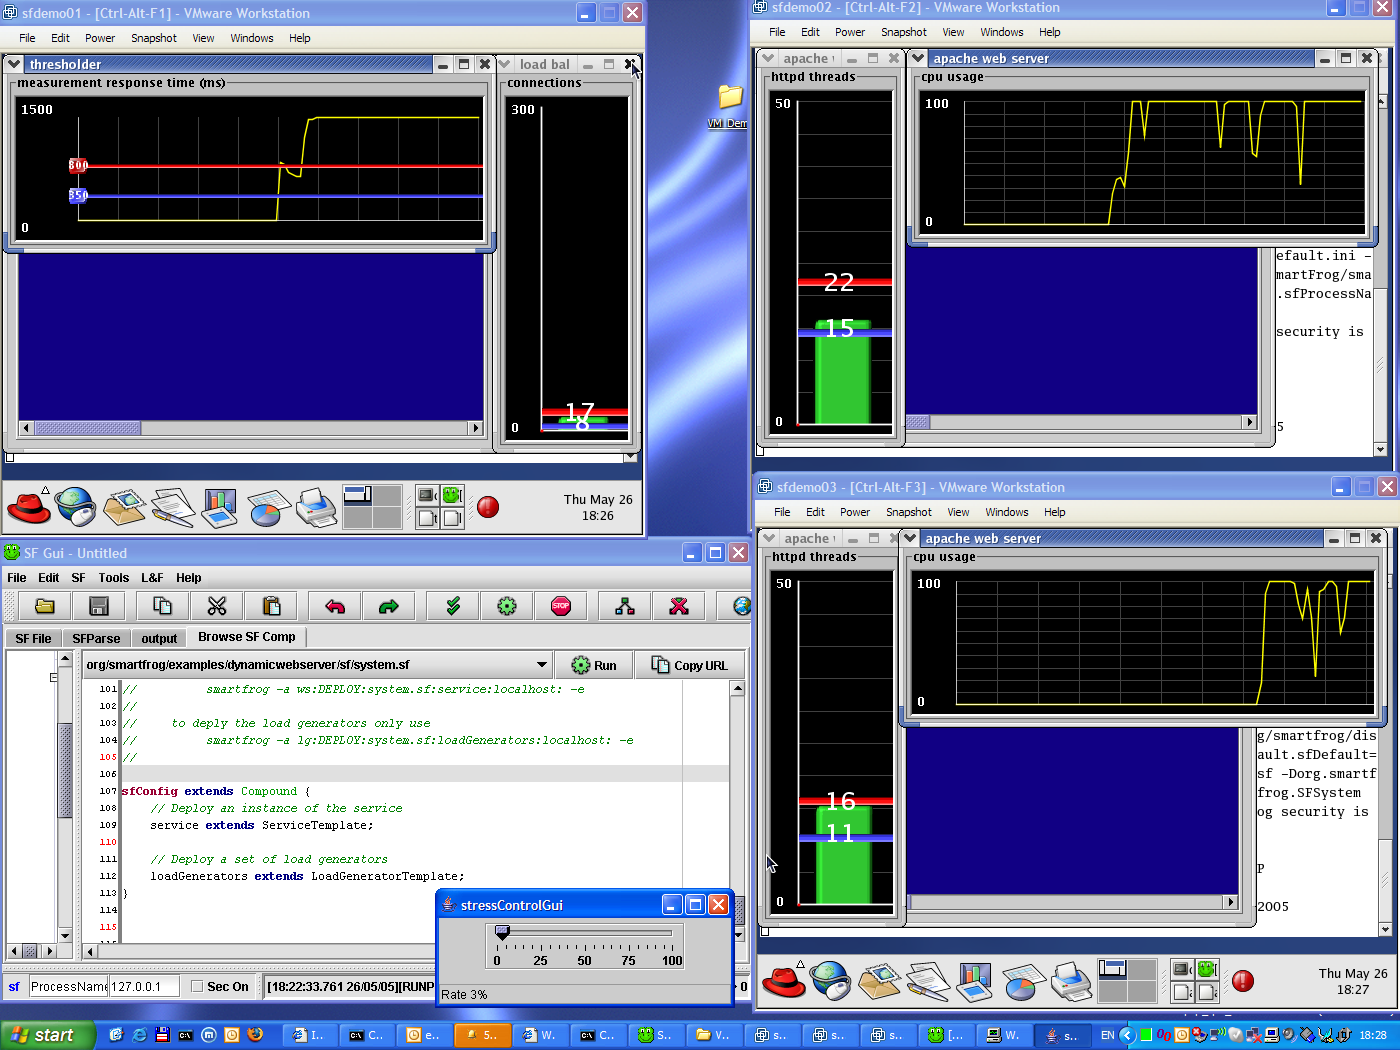 sfdemo01 - [Ctrl-Alt-F1] - VMware Workstation
File Edit Power Snapshot View Windows Help
thresholder
measurement response time (ms)
1500
800
350
0
load bal
connections
300
17
8
0
Thu May 26
18:26
VM_Dem
sfdemo02 - [Ctrl-Alt-F2] - VMware Workstation
File Edit Power Snapshot View Windows Help
apache
httpd threads
50
22
15
0
apache web server
cpu usage
100
0
efault.ini -
martFrog/sma
.sfProcessNa
security is
5
sfdemo03 - [Ctrl-Alt-F3] - VMware Workstation
File Edit Power Snapshot View Windows Help
apache
httpd threads
50
16
11
0
apache web server
cpu usage
100
0
g/smartfrog/dis
ault.sfDefault=
sf -Dorg.smartf
frog.SFSystem
og security is
P
2005
Thu May 26
18:27
SF Gui - Untitled
File Edit SF Tools L&F Help
STOP
SF File SFParse output Browse SF Comp
org/smartfrog/examples/dynamicwebserver/sf/system.sf
Run Copy URL
101 // smartfrog -a ws:DEPLOY:system.sf:service:localhost: -e
102 //
103 // to deply the load generators only use
104 // smartfrog -a lg:DEPLOY:system.sf:loadGenerators:localhost: -e
105 //
106
107 sfConfig extends Compound {
108 // Deploy an instance of the service
109 service extends ServiceTemplate;
110
111 // Deploy a set of load generators
112 loadGenerators extends LoadGeneratorTemplate;
113 }
114
115
sf ProcessName 127.0.0.1 Sec On [18:22:33.761 26/05/05][RUNP > 0
stressControlGui
0 25 50 75 100
Rate 3%
start
I.. C.. e.. 5.. W.. C.. S.. V.. s.. s.. s.. [.. W.. s..
EN
18:28